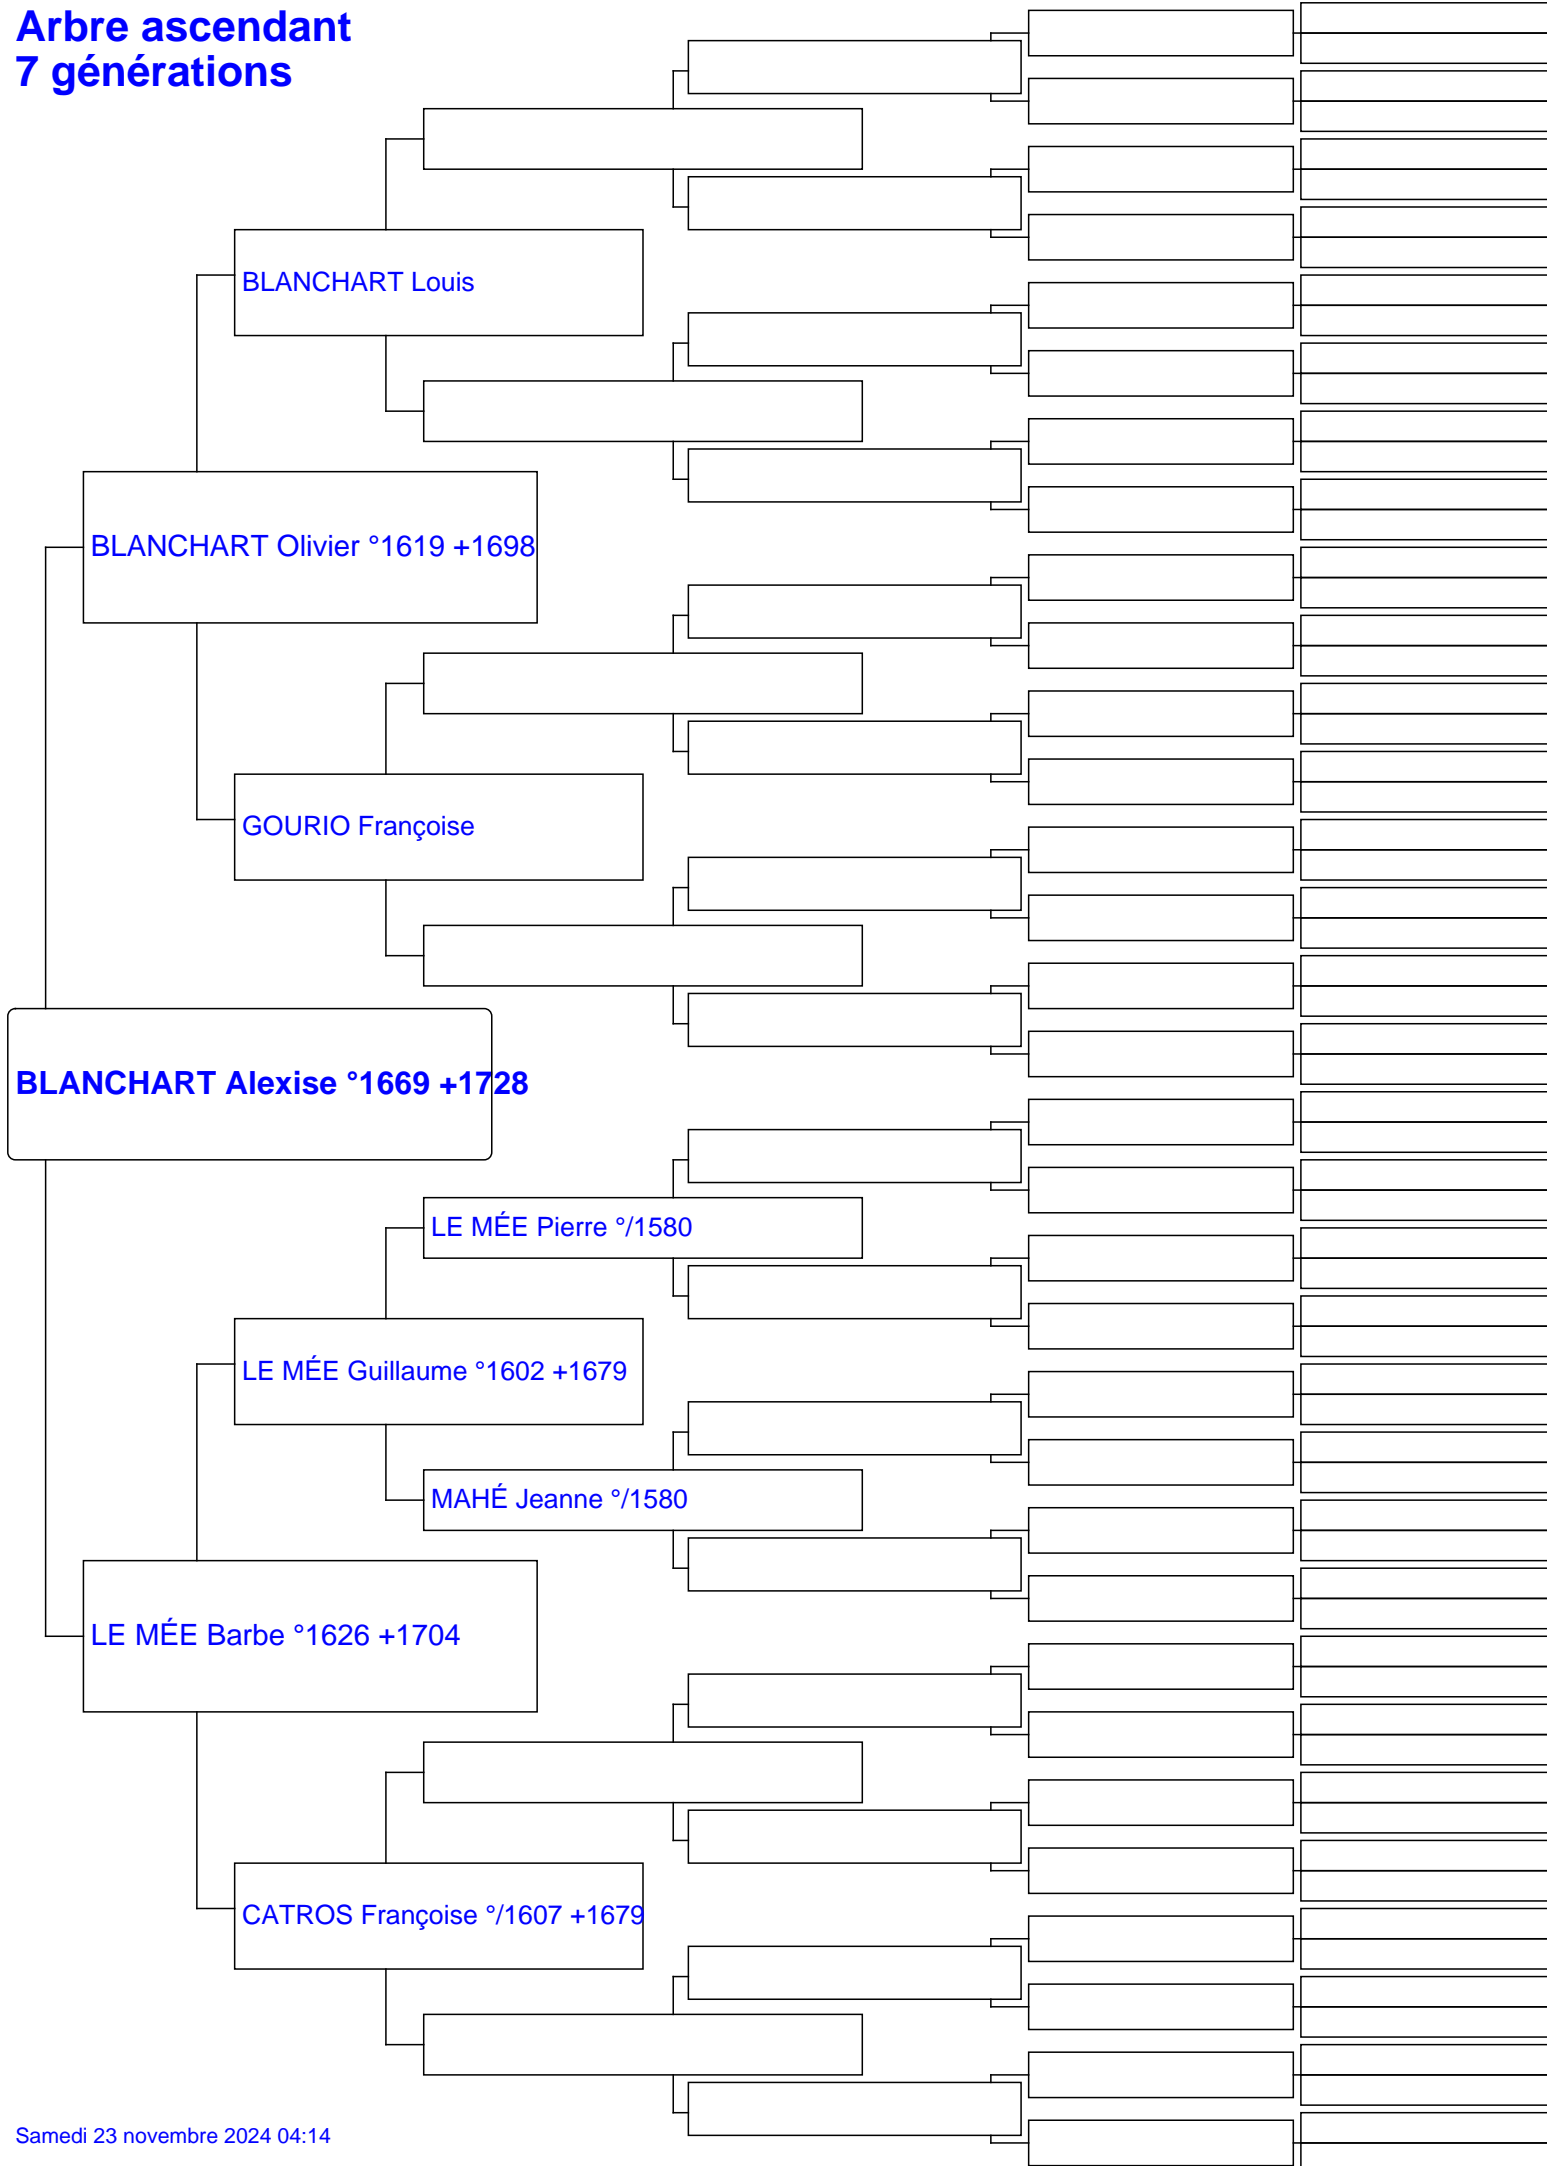 Arbre ascendant
7 générations
BLANCHART Louis
BLANCHART Olivier °1619 +1698
GOURIO Françoise
BLANCHART Alexise °1669 +1728
LE MÉE Pierre °/1580
LE MÉE Guillaume °1602 +1679
MAHÉ Jeanne °/1580
LE MÉE Barbe °1626 +1704
CATROS Françoise °/1607 +1679
Samedi 23 novembre 2024 04:14